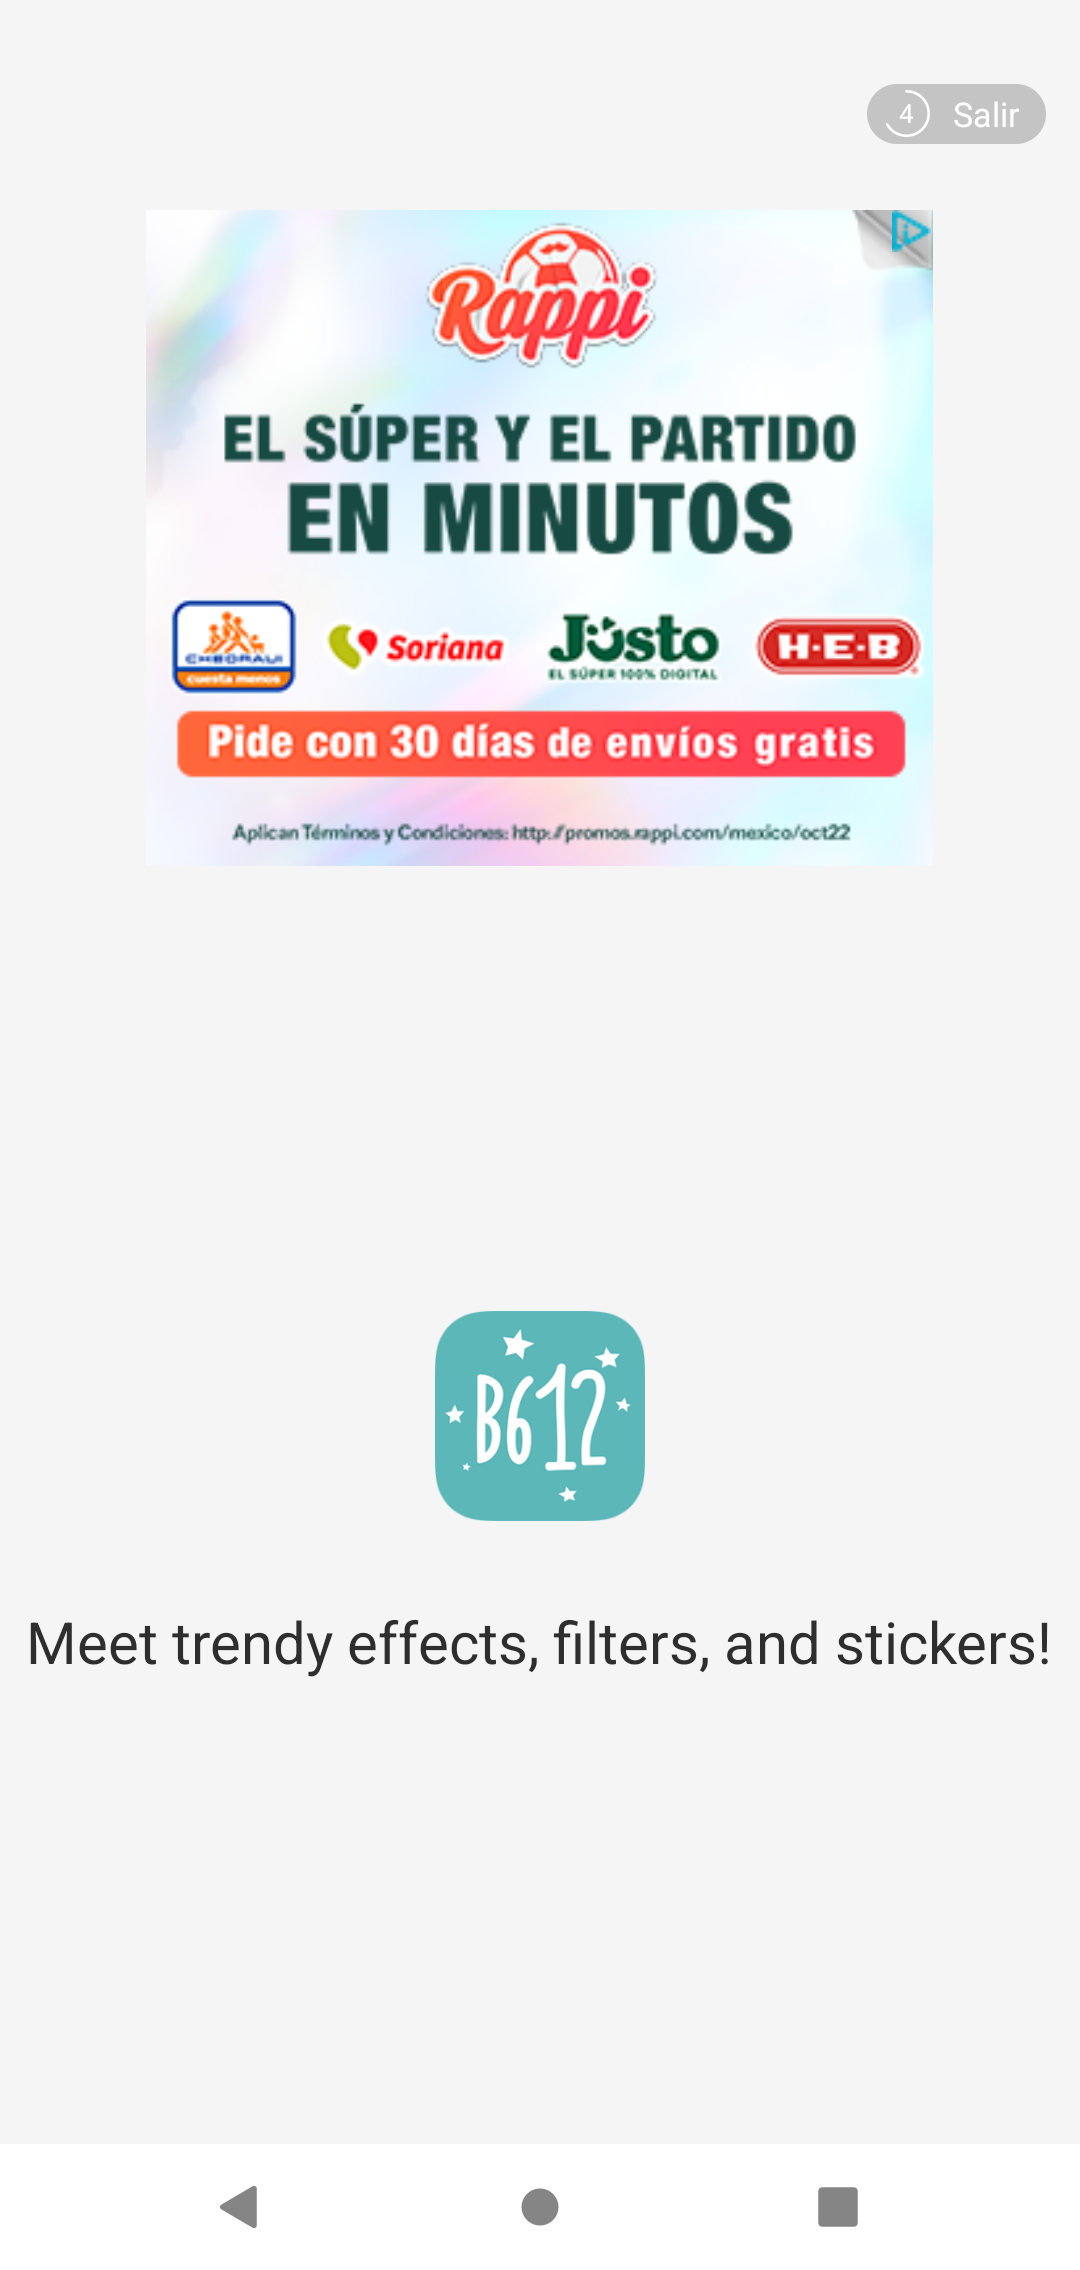 4 Salir
Rappi
EL SÚPER Y EL PARTIDO
EN MINUTOS
CHEDRAUI
cuesta menos
Soriana
Jüsto
EL SÚPER 100% DIGITAL
H-E-B
Pide con 30 días de envíos gratis
Aplican Términos y Condiciones: http://promos.rappi.com/mexico/oct22
B612
Meet trendy effects, filters, and stickers!